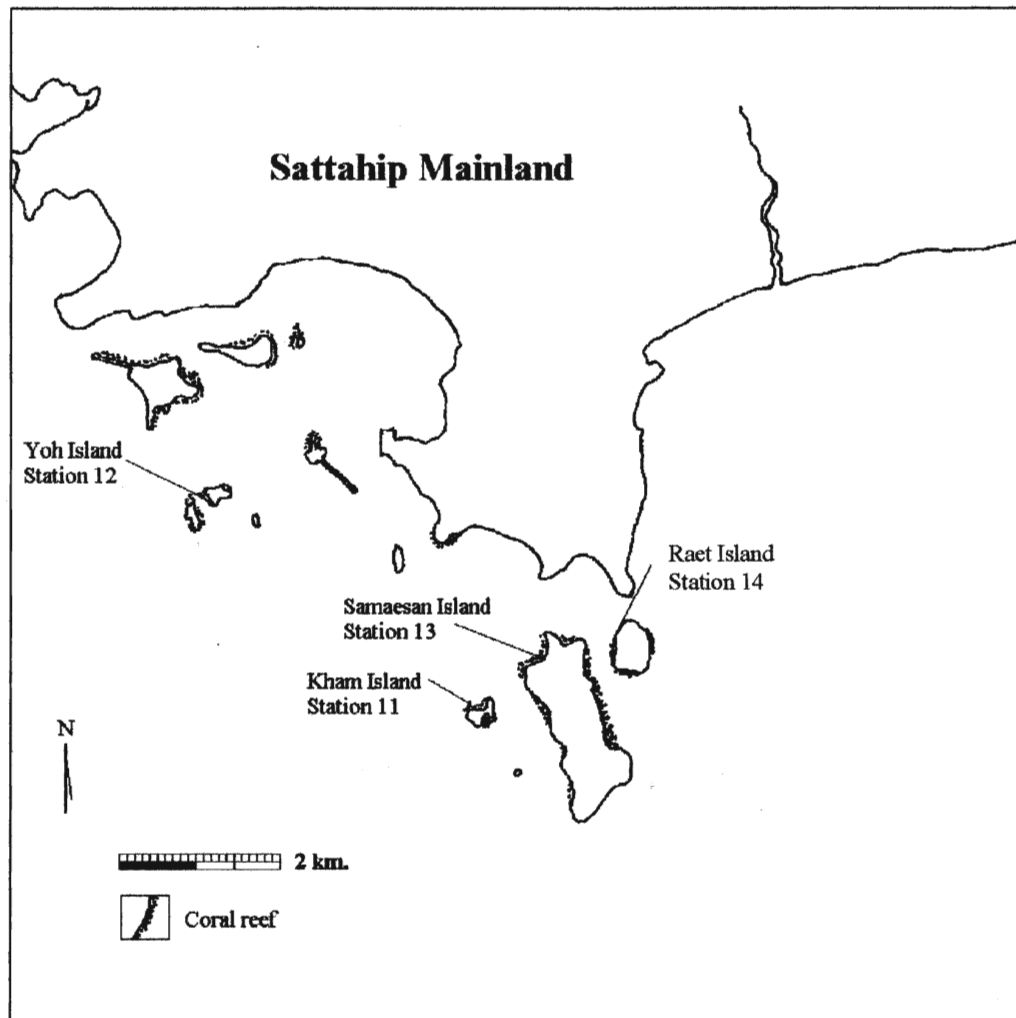 Sattahip Mainland
Yoh Island
Station 12
Raet Island
Station 14
Samaesan Island
Station 13
Kham Island
Station 11
N
2 km.
Coral reef